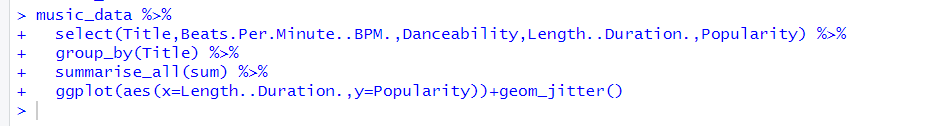 > music_data %>%
+   select(Title,Beats.Per.Minute..BPM.,Danceability,Length..Duration.,Popularity) %>%
+   group_by(Title) %>%
+   summarise_all(sum) %>%
+   ggplot(aes(x=Length..Duration.,y=Popularity))+geom_jitter()
>